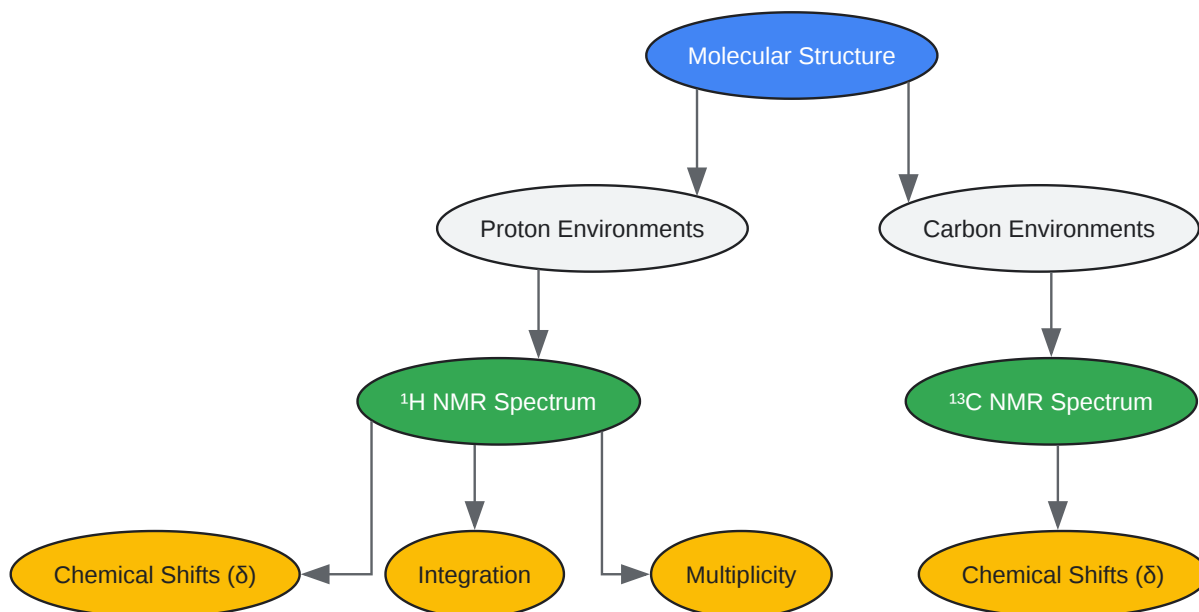 Molecular Structure
Proton Environments
Carbon Environments
¹H NMR Spectrum
¹³C NMR Spectrum
Chemical Shifts (δ)
Integration
Multiplicity
Chemical Shifts (δ)